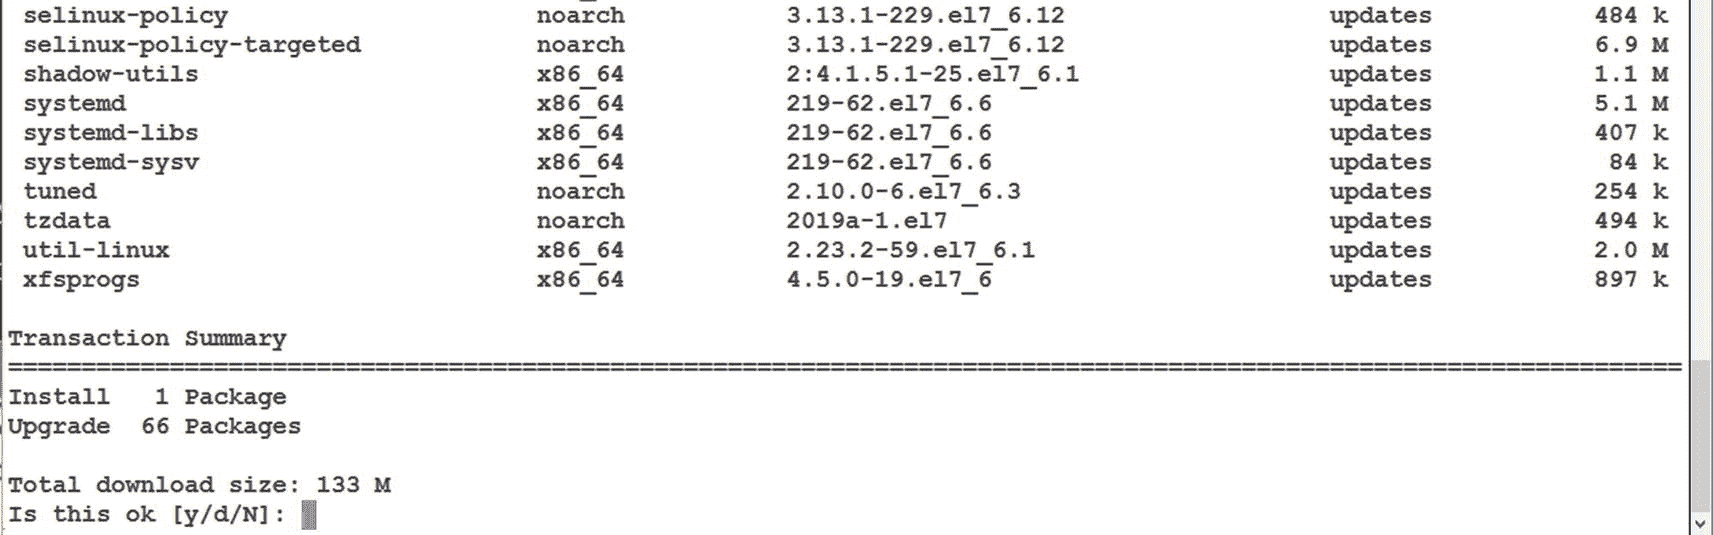 selinux-policy noarch 3.13.1-229.el7_6.12 updates 484 k
selinux-policy-targeted noarch 3.13.1-229.el7_6.12 updates 6.9 M
shadow-utils x86_64 2:4.1.5.1-25.el7_6.1 updates 1.1 M
systemd x86_64 219-62.el7_6.6 updates 5.1 M
systemd-libs x86_64 219-62.el7_6.6 updates 407 k
systemd-sysv x86_64 219-62.el7_6.6 updates 84 k
tuned noarch 2.10.0-6.el7_6.3 updates 254 k
tzdata noarch 2019a-1.el7 updates 494 k
util-linux x86_64 2.23.2-59.el7_6.1 updates 2.0 M
xfsprogs x86_64 4.5.0-19.el7_6 updates 897 k
Transaction Summary
================================================================================================================
Install 1 Package
Upgrade 66 Packages
Total download size: 133 M
Is this ok [y/d/N]: